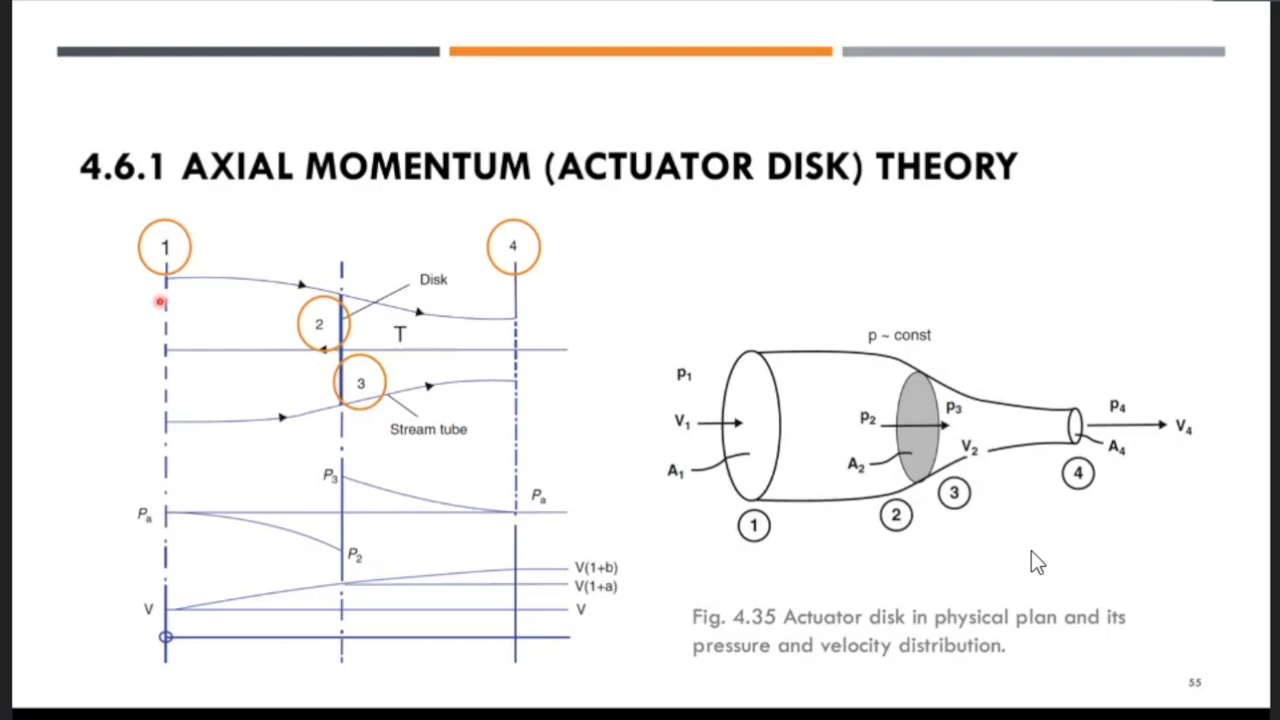 4.6.1 AXIAL MOMENTUM (ACTUATOR DISK) THEORY
1
4
Disk
2
T
3
Stream tube
P3
Pa
Pa
P2
V(1+b)
V(1+a)
V
V
p ~ const
p1
V1
A1
p2
A2
p3
V2
p4
V4
A4
1
2
3
4
Fig. 4.35 Actuator disk in physical plan and its
pressure and velocity distribution.
55